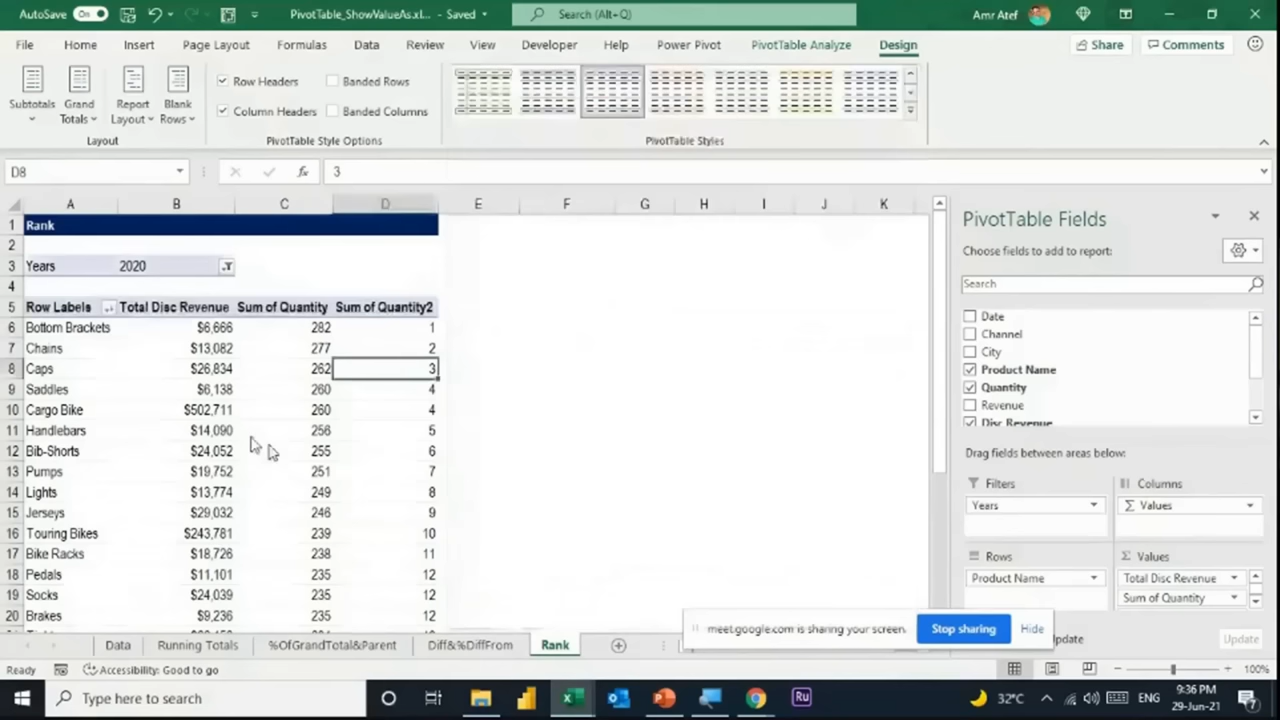 AutoSave On PivotTable_ShowValueAs.xl... - Saved Search (Alt+Q) Amr Atef
File Home Insert Page Layout Formulas Data Review View Developer Help Power Pivot PivotTable Analyze Design Share Comments
Subtotals Grand Totals Report Layout Blank Rows
Row Headers Banded Rows
Column Headers Banded Columns
Layout PivotTable Style Options PivotTable Styles
D8 fx 3
A B C D E F G H I J K
1 Rank
2
3 Years 2020
4
5 Row Labels Total Disc Revenue Sum of Quantity Sum of Quantity2
6 Bottom Brackets $6,666 282 1
7 Chains $13,082 277 2
8 Caps $26,834 262 3
9 Saddles $6,138 260 4
10 Cargo Bike $502,711 260 4
11 Handlebars $14,090 256 5
12 Bib-Shorts $24,052 255 6
13 Pumps $19,752 251 7
14 Lights $13,774 249 8
15 Jerseys $29,032 246 9
16 Touring Bikes $243,781 239 10
17 Bike Racks $18,726 238 11
18 Pedals $11,101 235 12
19 Socks $24,039 235 12
20 Brakes $9,236 235 12
PivotTable Fields
Choose fields to add to report:
Search
Date
Channel
City
Product Name
Quantity
Revenue
Disc Revenue
Drag fields between areas below:
Filters Columns
Years Σ Values
Rows Σ Values
Product Name Total Disc Revenue
Sum of Quantity
Update Update
meet.google.com is sharing your screen. Stop sharing Hide
Data Running Totals %OfGrandTotal&Parent Diff&%DiffFrom Rank
Ready Accessibility: Good to go 100%
Type here to search Ru 32°C ENG 9:36 PM
29-Jun-21 7